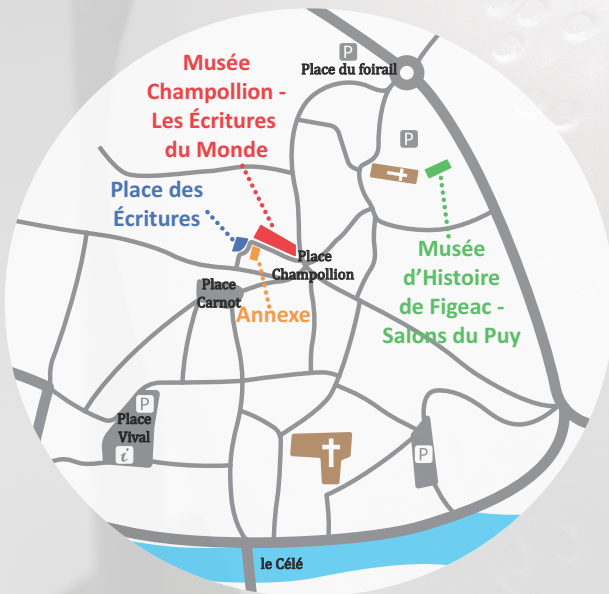 P
Place du foirail
Musée
Champollion -
Les Écritures
du Monde
P
Place des
Écritures
Place
Champollion
Musée
d'Histoire
de Figeac -
Salons du Puy
Place
Carnot
Annexe
P
Place
Vival
i
P
le Célé